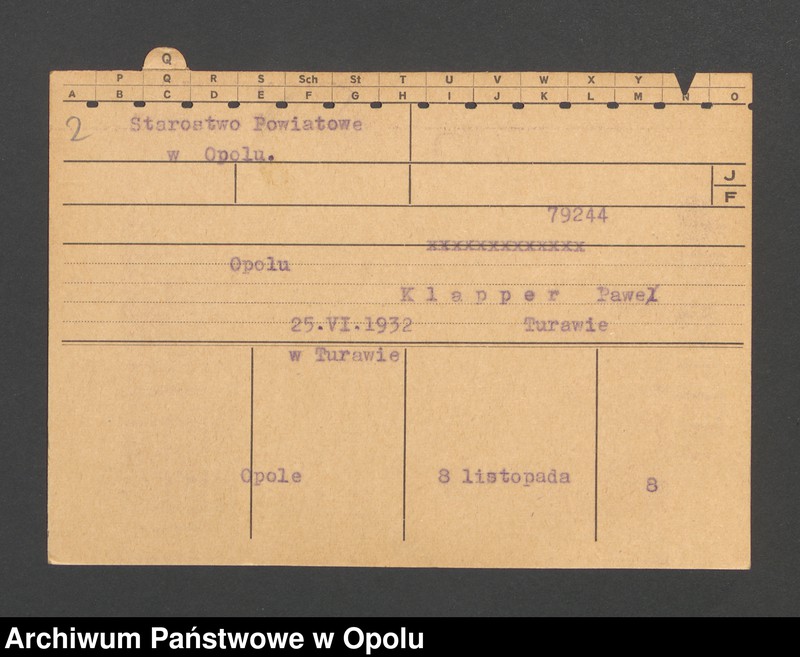 Q
P Q R S Sch St T U V W X Y
A B C D E F G H I J K L M N O
2 Starostwo Powiatowe
w Opolu.
J
F
79244
xxxxxxxxxxxxx
Opolu
K l a p p e r Paweł
25.VI.1932 Turawie
w Turawie
Opole 8 listopada 8
Archiwum Państwowe w Opolu